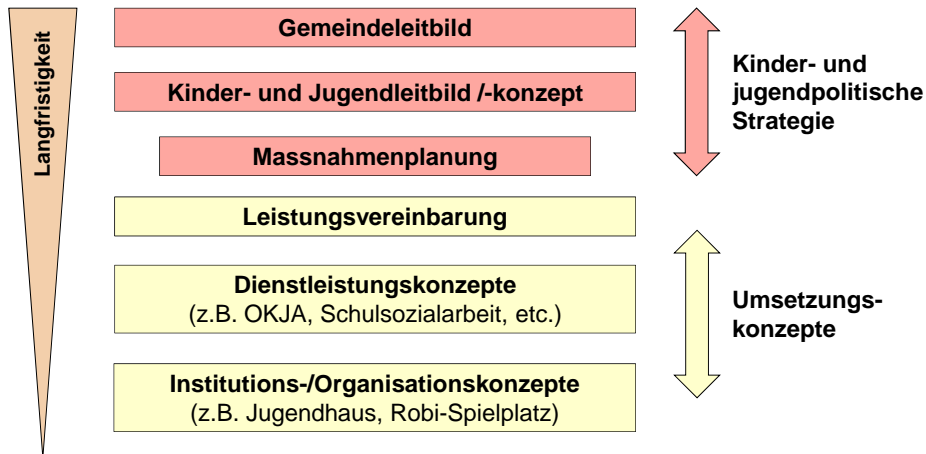 Langfristigkeit
Gemeindeleitbild
Kinder- und Jugendleitbild /-konzept
Massnahmenplanung
Kinder- und
jugendpolitische
Strategie
Leistungsvereinbarung
Dienstleistungskonzepte
(z.B. OKJA, Schulsozialarbeit, etc.)
Institutions-/Organisationskonzepte
(z.B. Jugendhaus, Robi-Spielplatz)
Umsetzungs-
konzepte